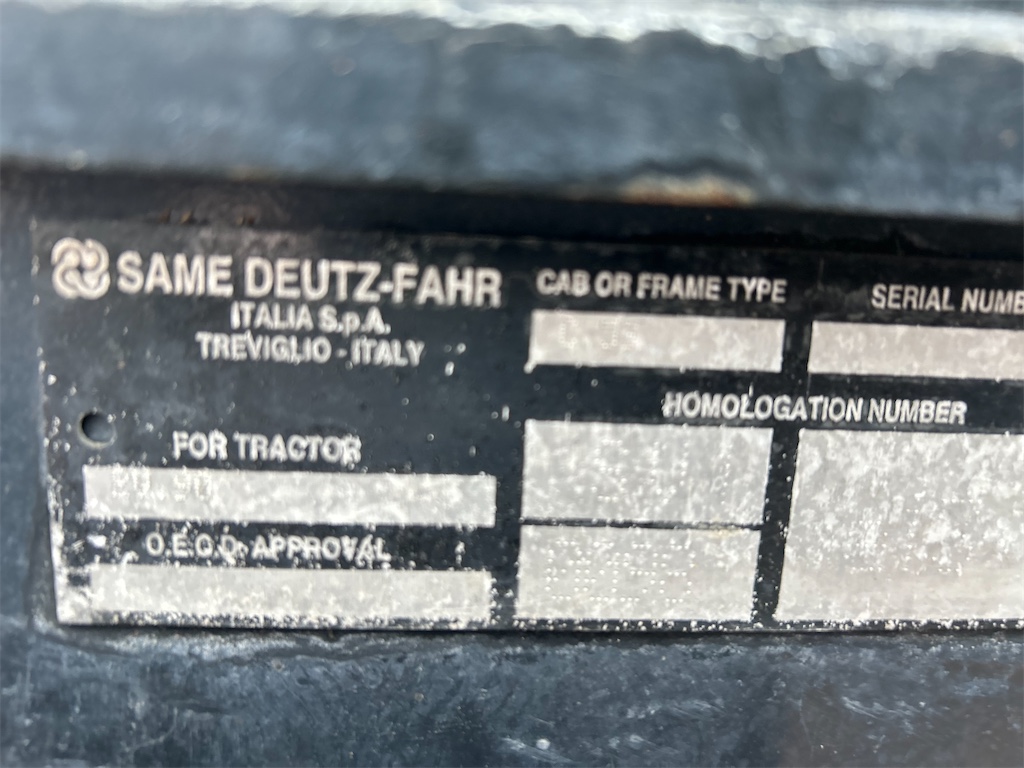 SAME DEUTZ-FAHR
ITALIA S.p.A.
TREVIGLIO - ITALY
CAB OR FRAME TYPE
SERIAL NUMB
HOMOLOGATION NUMBER
FOR TRACTOR
O.E.C.D. APPROVAL